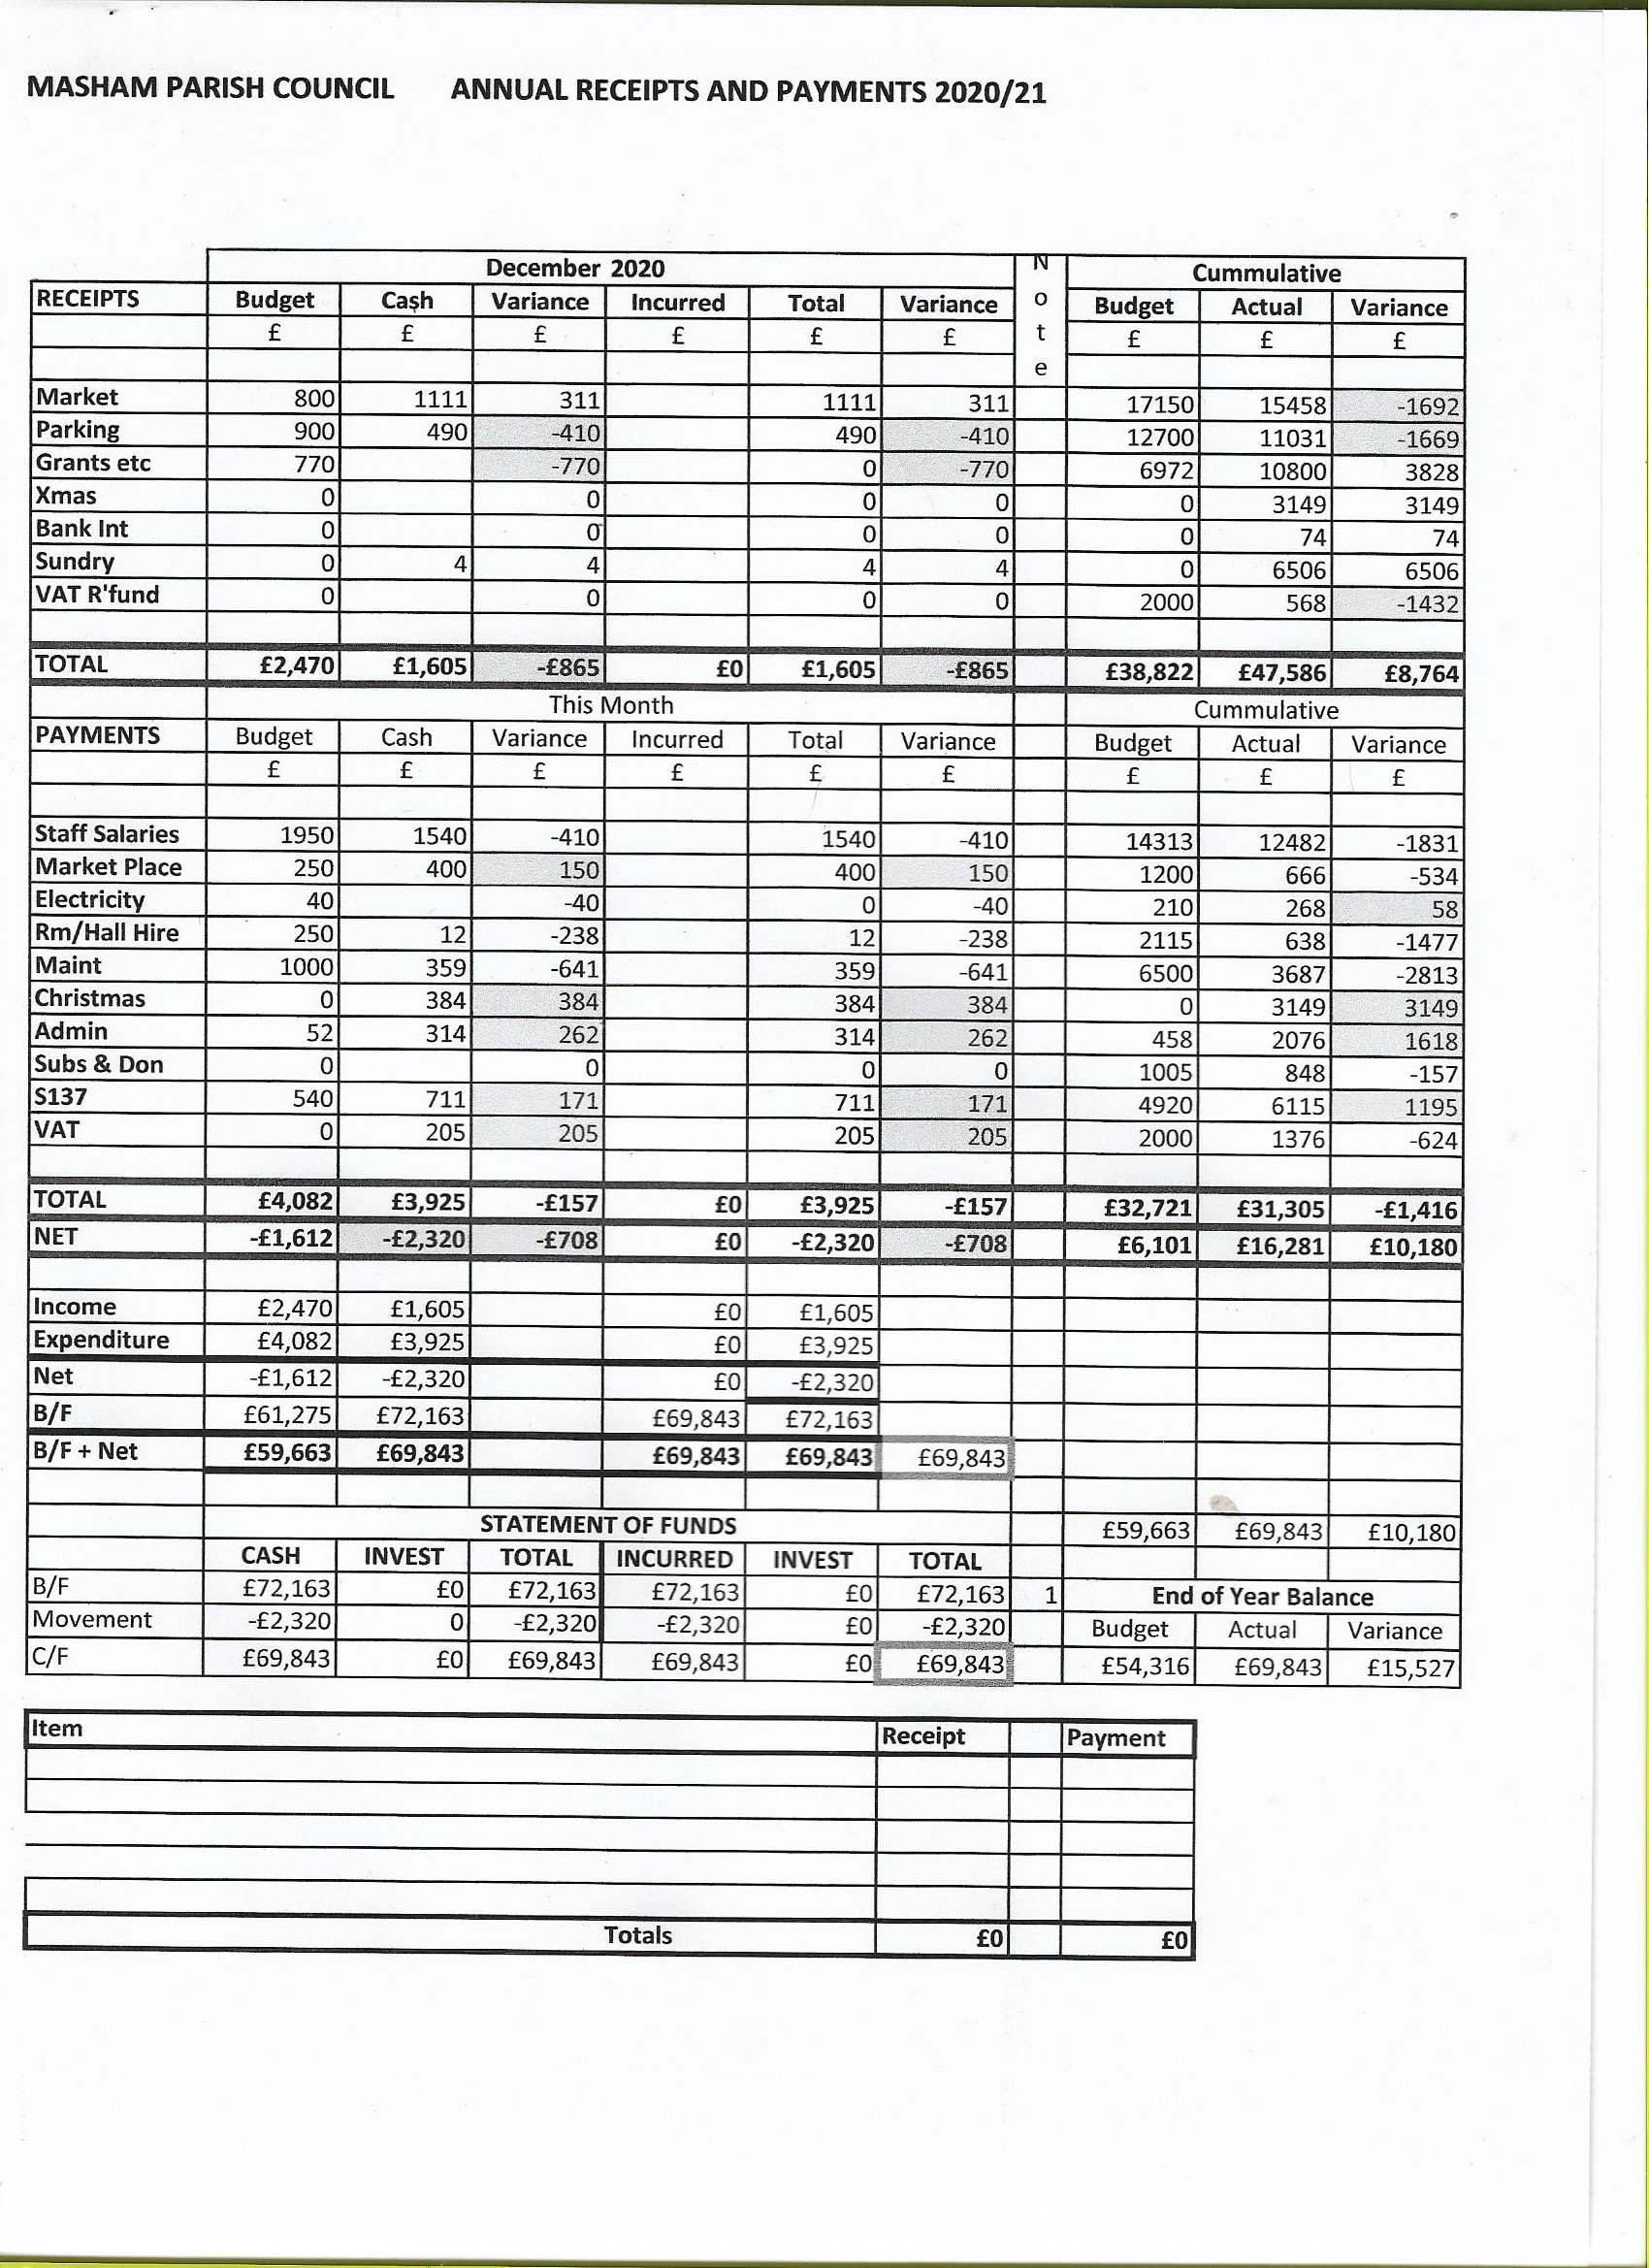 MASHAM PARISH COUNCIL ANNUAL RECEIPTS AND PAYMENTS 2020/21
December 2020 N Cummulative
RECEIPTS Budget Cash Variance Incurred Total Variance o Budget Actual Variance
£ £ £ £ £ £ t £ £ £
e
Market 800 1111 311 1111 311 17150 15458 -1692
Parking 900 490 -410 490 -410 12700 11031 -1669
Grants etc 770 -770 0 -770 6972 10800 3828
Xmas 0 0 0 0 0 3149 3149
Bank Int 0 0 0 0 0 74 74
Sundry 0 4 4 4 4 0 6506 6506
VAT R'fund 0 0 0 0 2000 568 -1432
TOTAL £2,470 £1,605 -£865 £0 £1,605 -£865 £38,822 £47,586 £8,764
This Month Cummulative
PAYMENTS Budget Cash Variance Incurred Total Variance Budget Actual Variance
£ £ £ £ £ £ £ £ £
Staff Salaries 1950 1540 -410 1540 -410 14313 12482 -1831
Market Place 250 400 150 400 150 1200 666 -534
Electricity 40 -40 0 -40 210 268 58
Rm/Hall Hire 250 12 -238 12 -238 2115 638 -1477
Maint 1000 359 -641 359 -641 6500 3687 -2813
Christmas 0 384 384 384 384 0 3149 3149
Admin 52 314 262 314 262 458 2076 1618
Subs & Don 0 0 0 0 1005 848 -157
S137 540 711 171 711 171 4920 6115 1195
VAT 0 205 205 205 205 2000 1376 -624
TOTAL £4,082 £3,925 -£157 £0 £3,925 -£157 £32,721 £31,305 -£1,416
NET -£1,612 -£2,320 -£708 £0 -£2,320 -£708 £6,101 £16,281 £10,180
Income £2,470 £1,605 £0 £1,605
Expenditure £4,082 £3,925 £0 £3,925
Net -£1,612 -£2,320 £0 -£2,320
B/F £61,275 £72,163 £69,843 £72,163
B/F + Net £59,663 £69,843 £69,843 £69,843 £69,843
STATEMENT OF FUNDS £59,663 £69,843 £10,180
CASH INVEST TOTAL INCURRED INVEST TOTAL
B/F £72,163 £0 £72,163 £72,163 £0 £72,163 1 End of Year Balance
Movement -£2,320 0 -£2,320 -£2,320 £0 -£2,320 Budget Actual Variance
C/F £69,843 £0 £69,843 £69,843 £0 £69,843 £54,316 £69,843 £15,527
Item Receipt Payment
Totals £0 £0